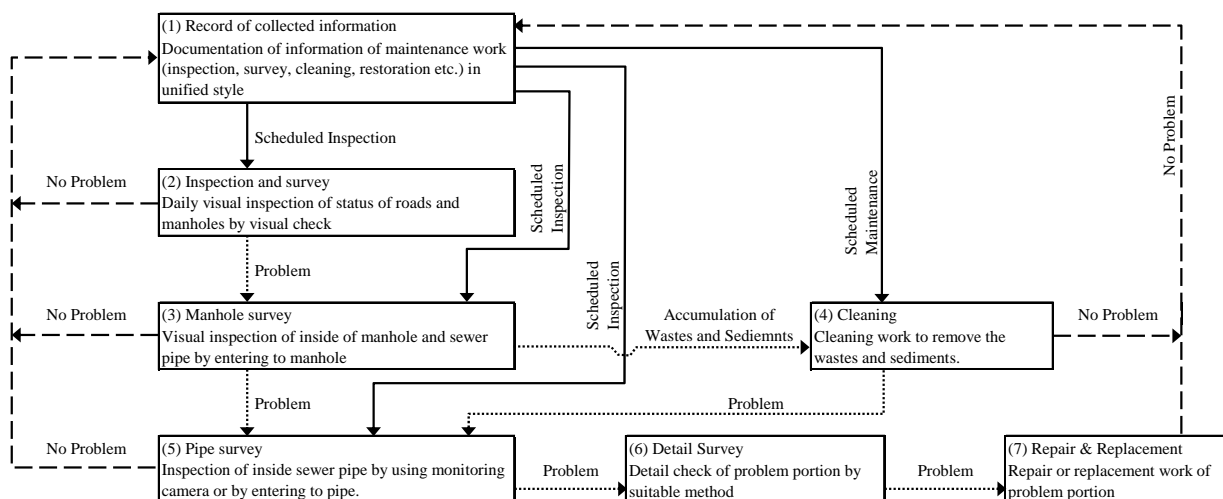 (1) Record of collected information
Documentation of information of maintenance work
(inspection, survey, cleaning, restoration etc.) in
unified style
Scheduled Inspection
No Problem
(2) Inspection and survey
Daily visual inspection of status of roads and
manholes by visual check
Scheduled
Inspection
Scheduled
Inspection
Scheduled
Maintenance
No Problem
Problem
No Problem
(3) Manhole survey
Visual inspection of inside of manhole and sewer
pipe by entering to manhole
Accumulation of
Wastes and Sediemnts
(4) Cleaning
Cleaning work to remove the
wastes and sediments.
No Problem
Problem
Problem
No Problem
(5) Pipe survey
Inspection of inside sewer pipe by using monitoring
camera or by entering to pipe.
Problem
(6) Detail Survey
Detail check of problem portion by
suitable method
Problem
(7) Repair & Replacement
Repair or replacement work of
problem portion